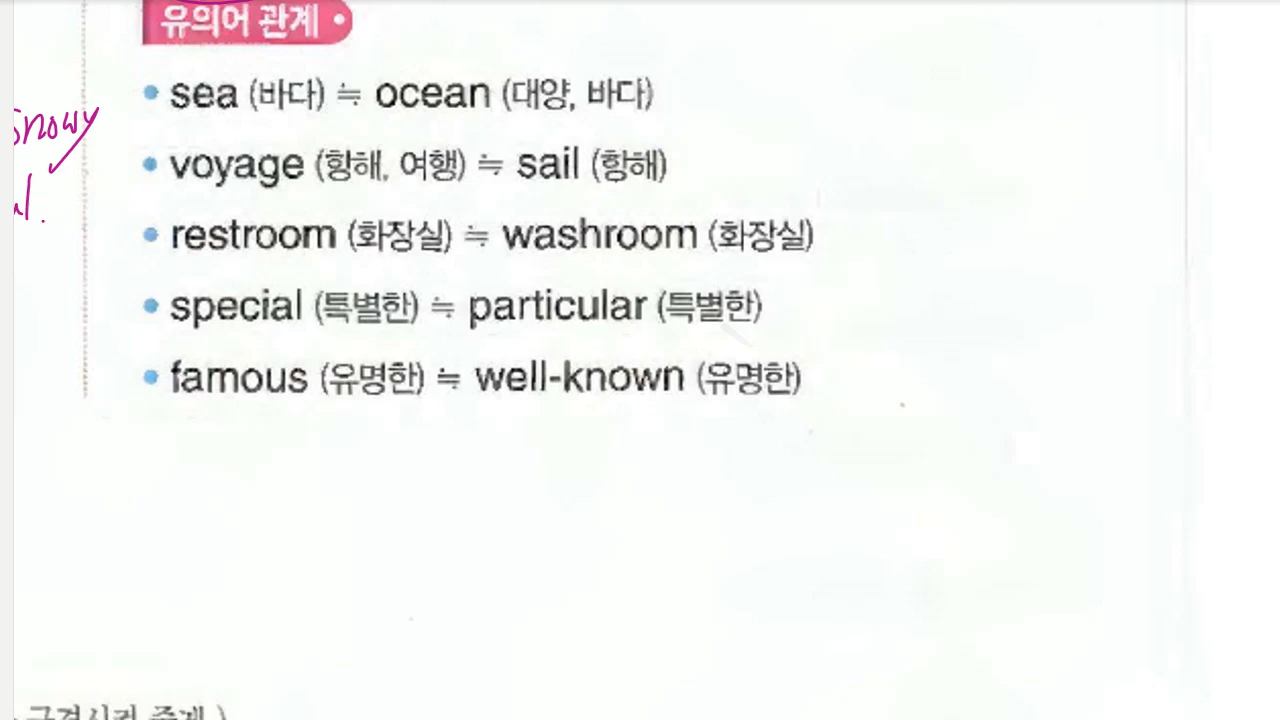 유의어 관계
• sea (바다) ≒ ocean (대양, 바다)
snowy
• voyage (항해, 여행) ≒ sail (항해)
• restroom (화장실) ≒ washroom (화장실)
• special (특별한) ≒ particular (특별한)
• famous (유명한) ≒ well-known (유명한)